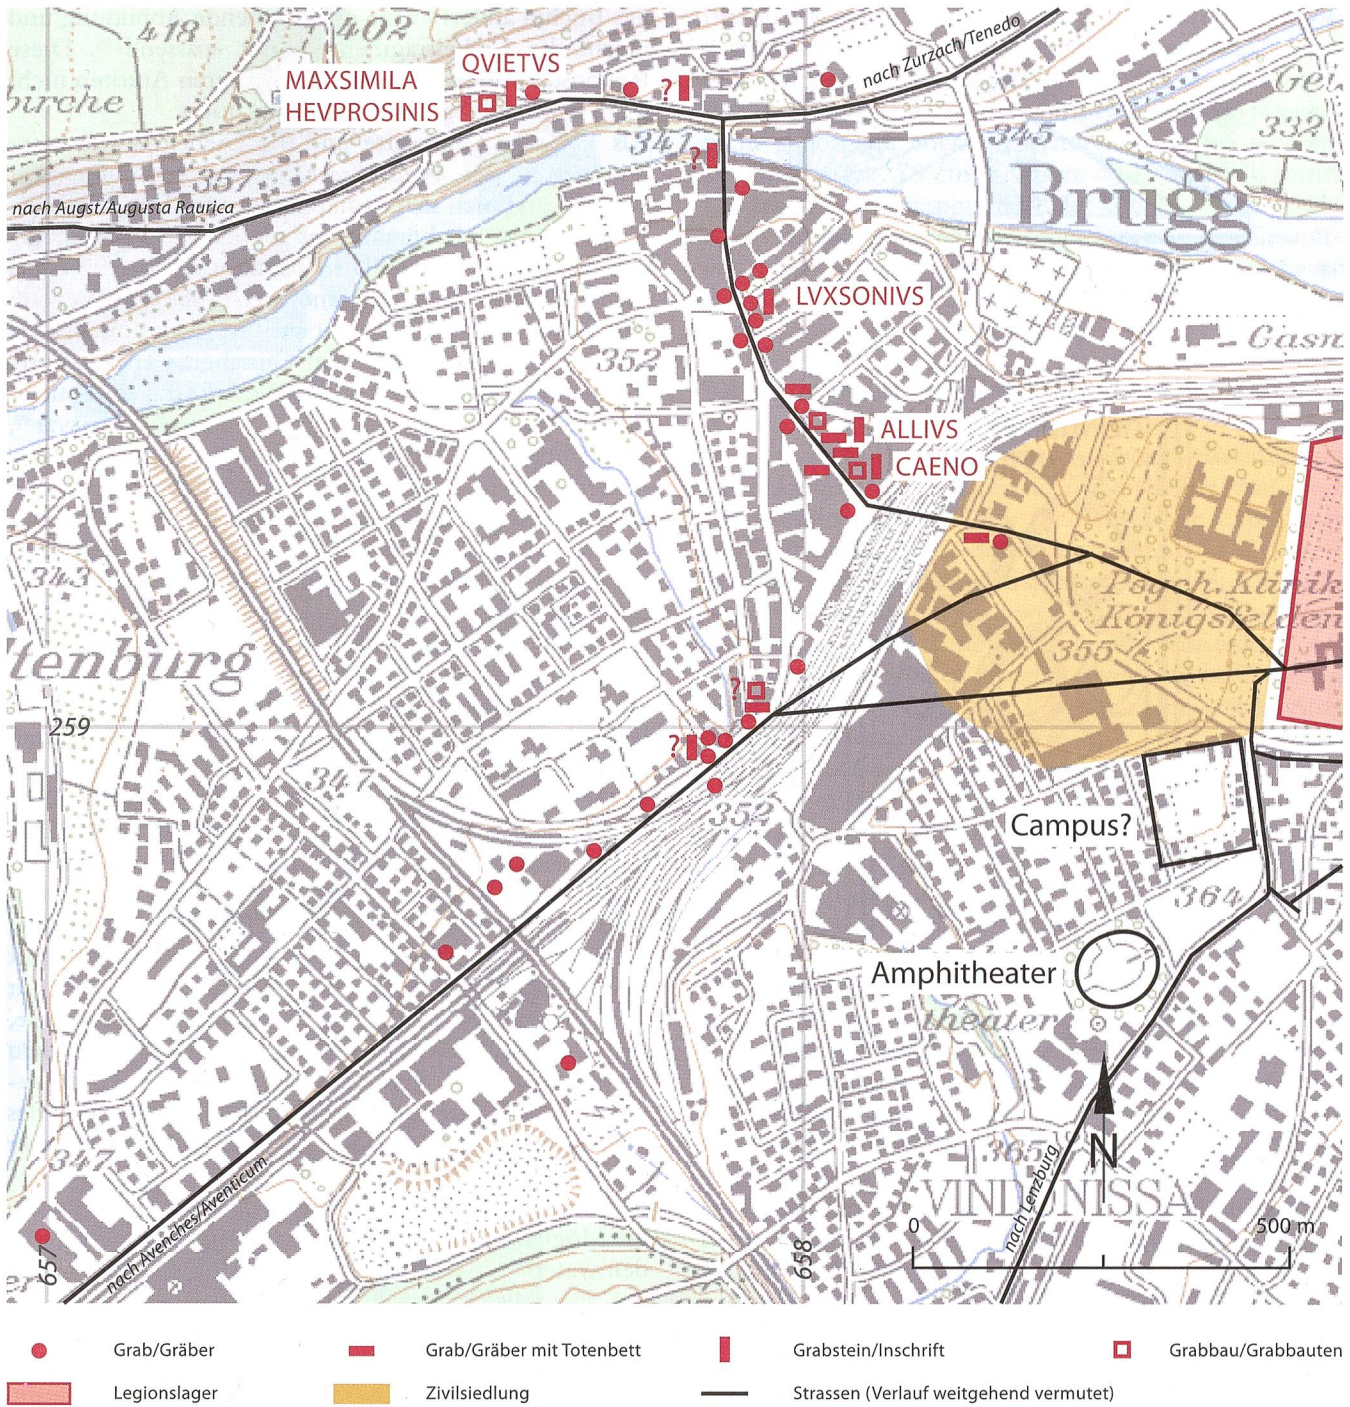 418
402
QVIETVS
MAXSIMILA
HEVPROSINIS
?
nach Zurzach/Tenedo
birche
332
341
345
?
357
Brugg
nach Augst/Augusta Raurica
LVXSONIVS
352
Gasm
ALLIVS
CAENO
343
Psych. Klinik
Königsfelden
355
tenburg
?
259
?
347
352
Campus?
364
Amphitheater
theater
347
365
N
VINDONISSA
nach Avenches/Aventicum
nach Lenzburg
0
500 m
657
658
Grab/Gräber
Grab/Gräber mit Totenbett
Grabstein/Inschrift
Grabbau/Grabbauten
Legionslager
Zivilsiedlung
Strassen (Verlauf weitgehend vermutet)